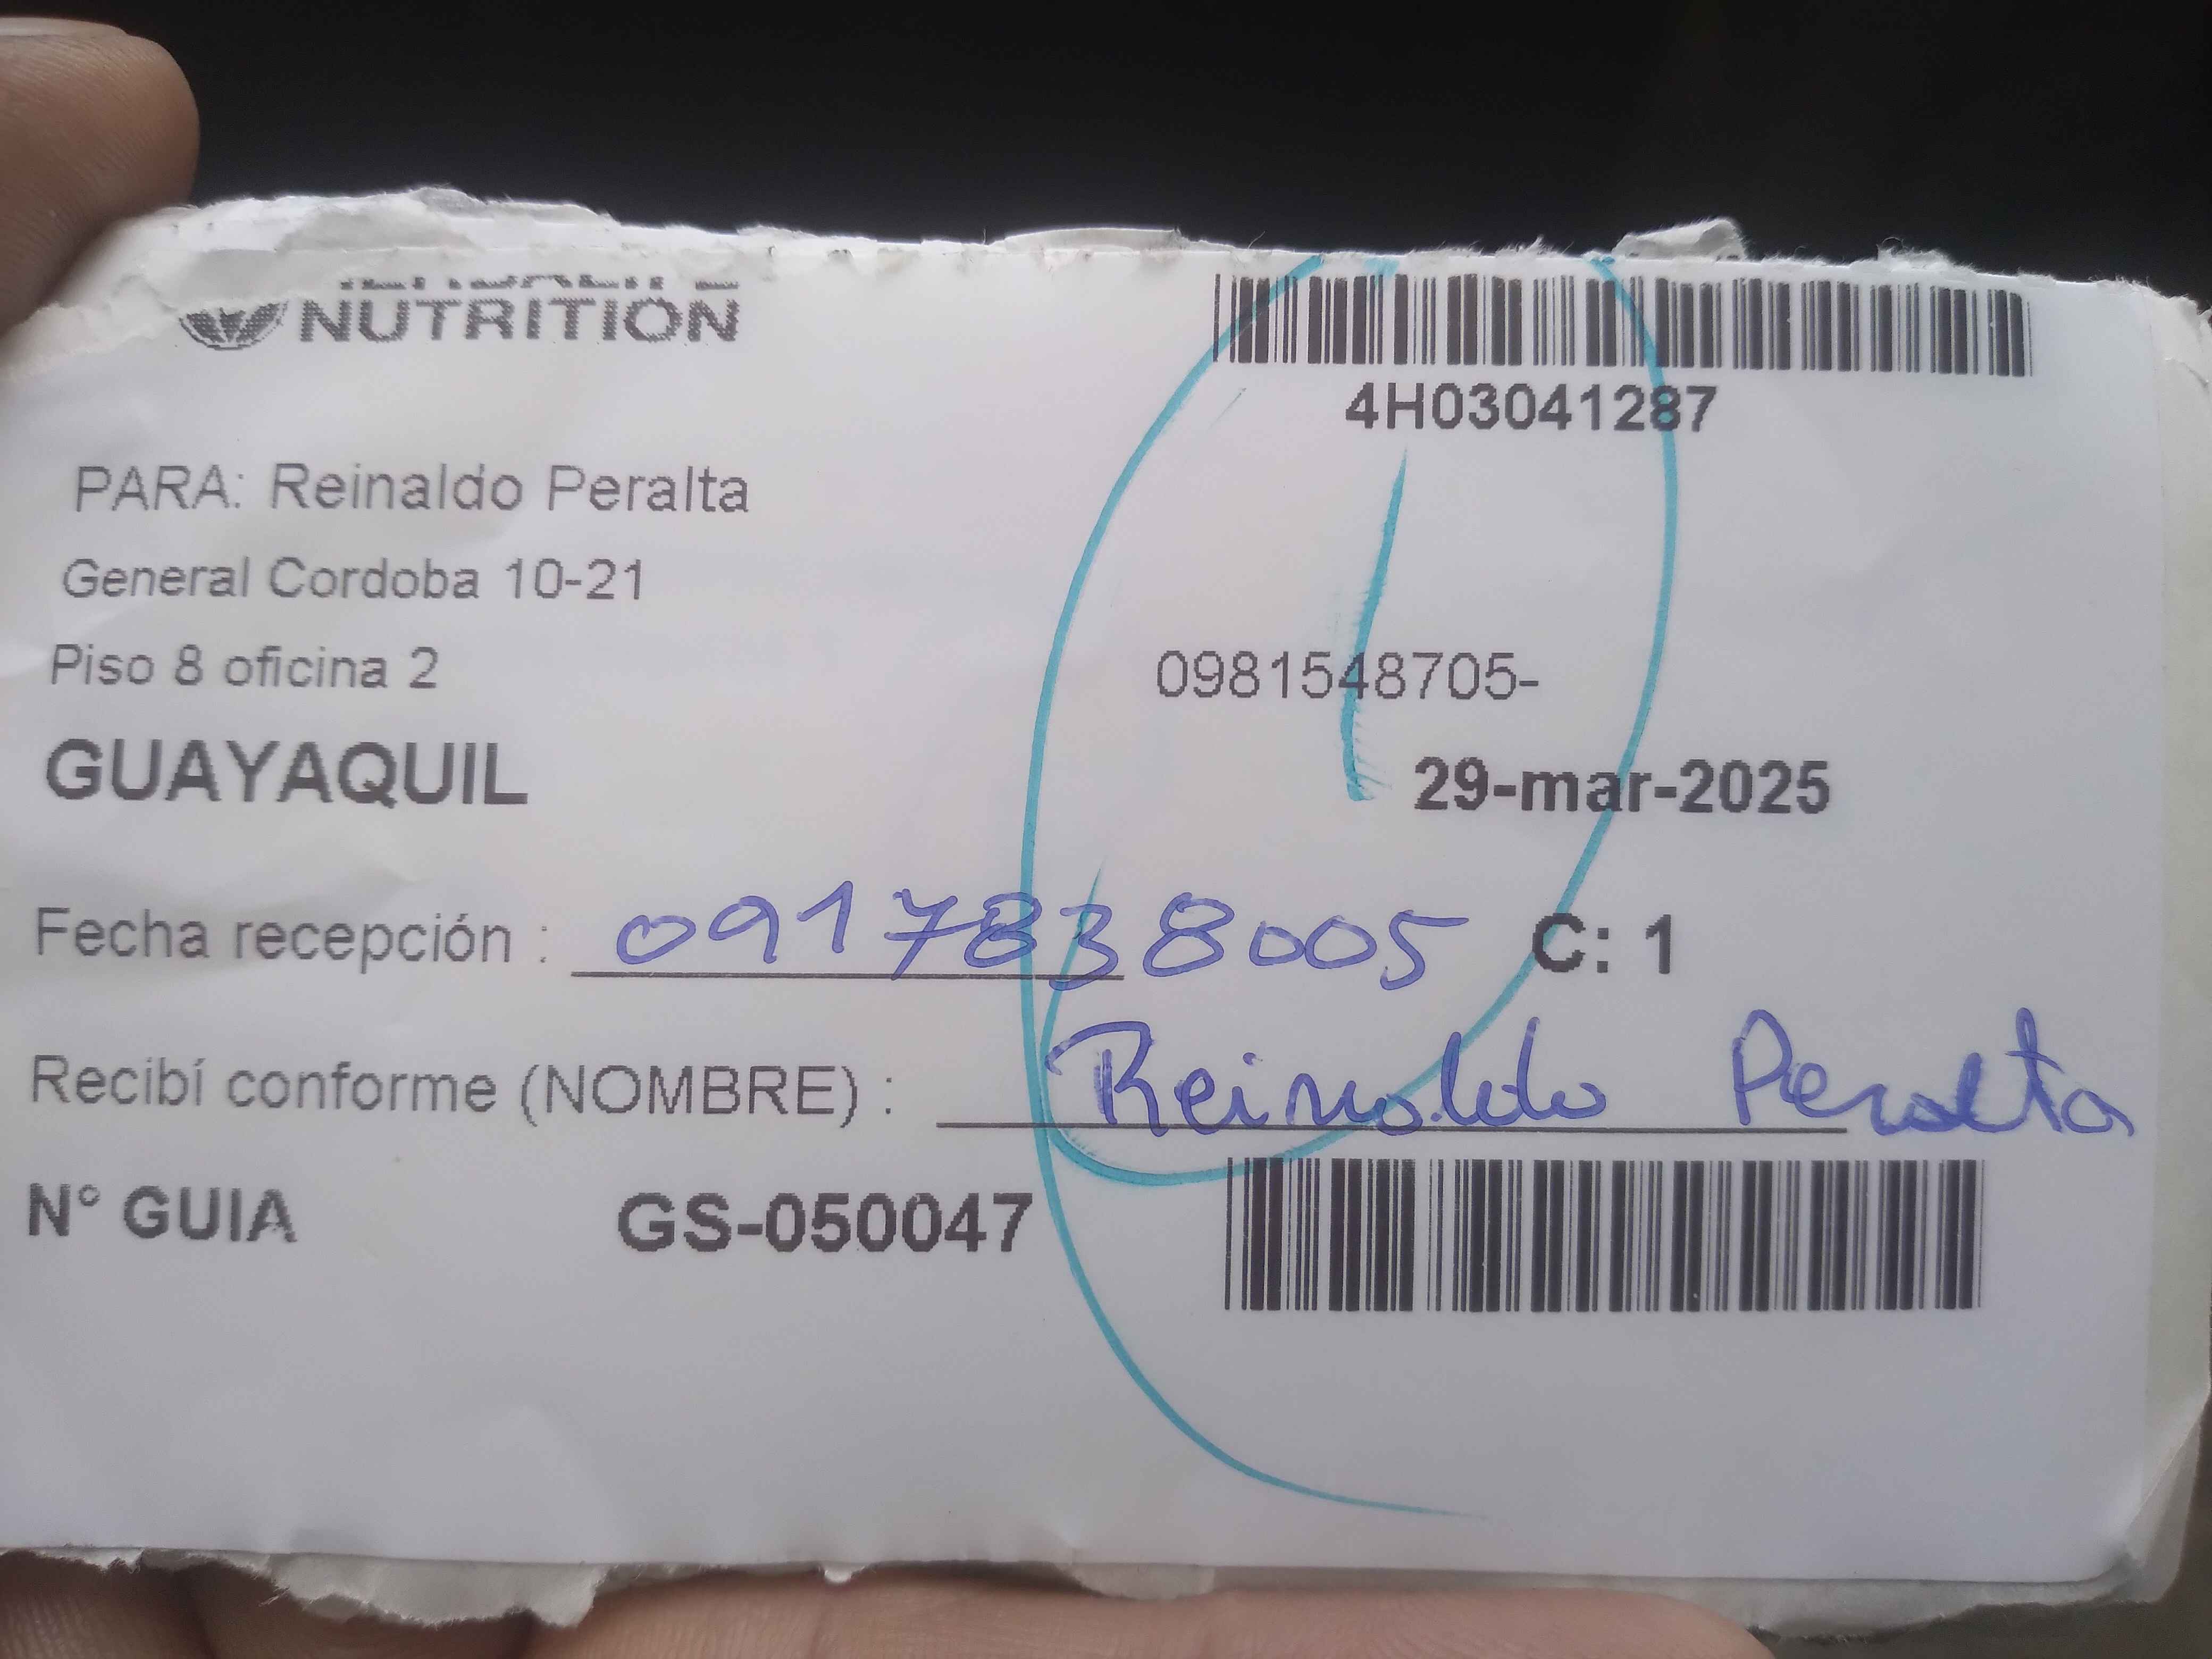 NUTRITION
4H03041287
PARA: Reinaldo Peralta
General Cordoba 10-21
Piso 8 oficina 2
0981548705-
GUAYAQUIL
29-mar-2025
Fecha recepción : 0917838005 C: 1
Recibí conforme (NOMBRE) : Reinaldo Peralta
N° GUIA GS-050047